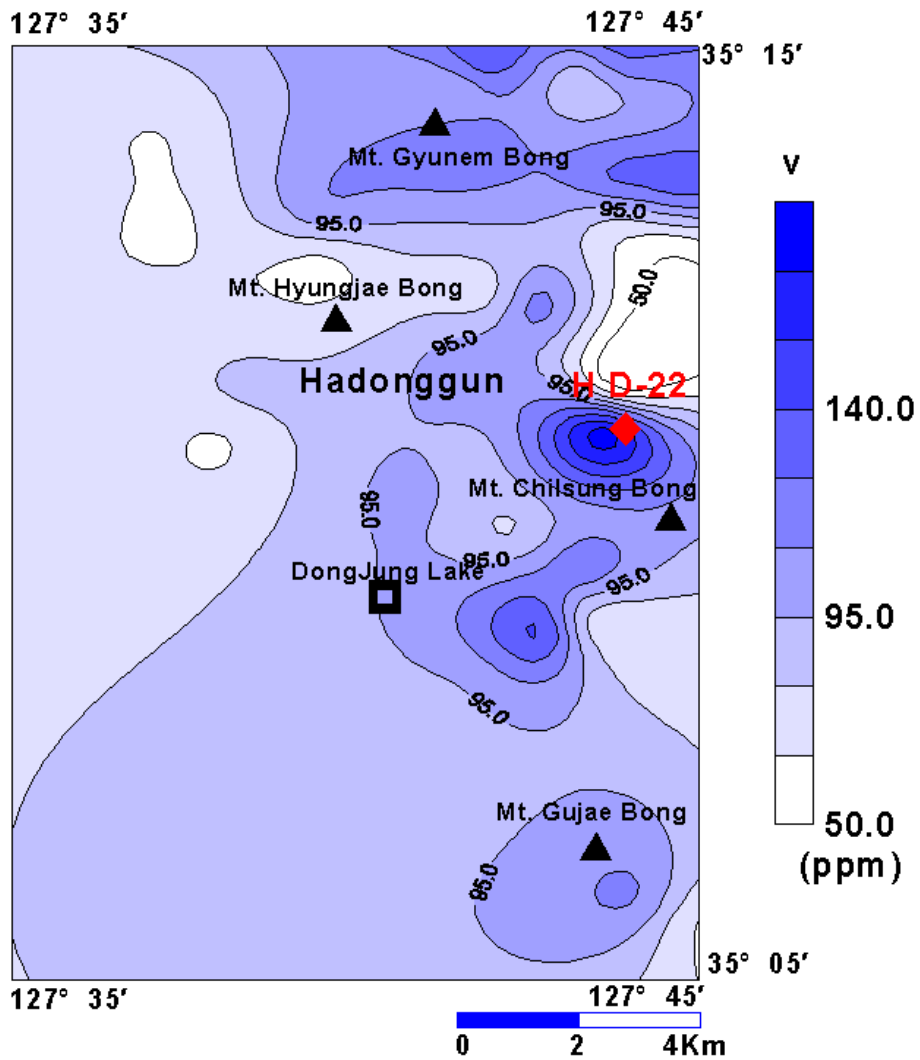 127° 35′ 127° 45′
35° 15′
Mt. Gyunem Bong
V
95.0
95.0
50.0
Mt. Hyungjae Bong
95.0
Hadonggun
95.0
H D-22
140.0
Mt. Chilsung Bong
95.0
95.0
DongJung Lake
95.0
95.0
95.0
Mt. Gujae Bong
50.0
(ppm)
95.0
35° 05′
127° 35′ 127° 45′
0 2 4Km